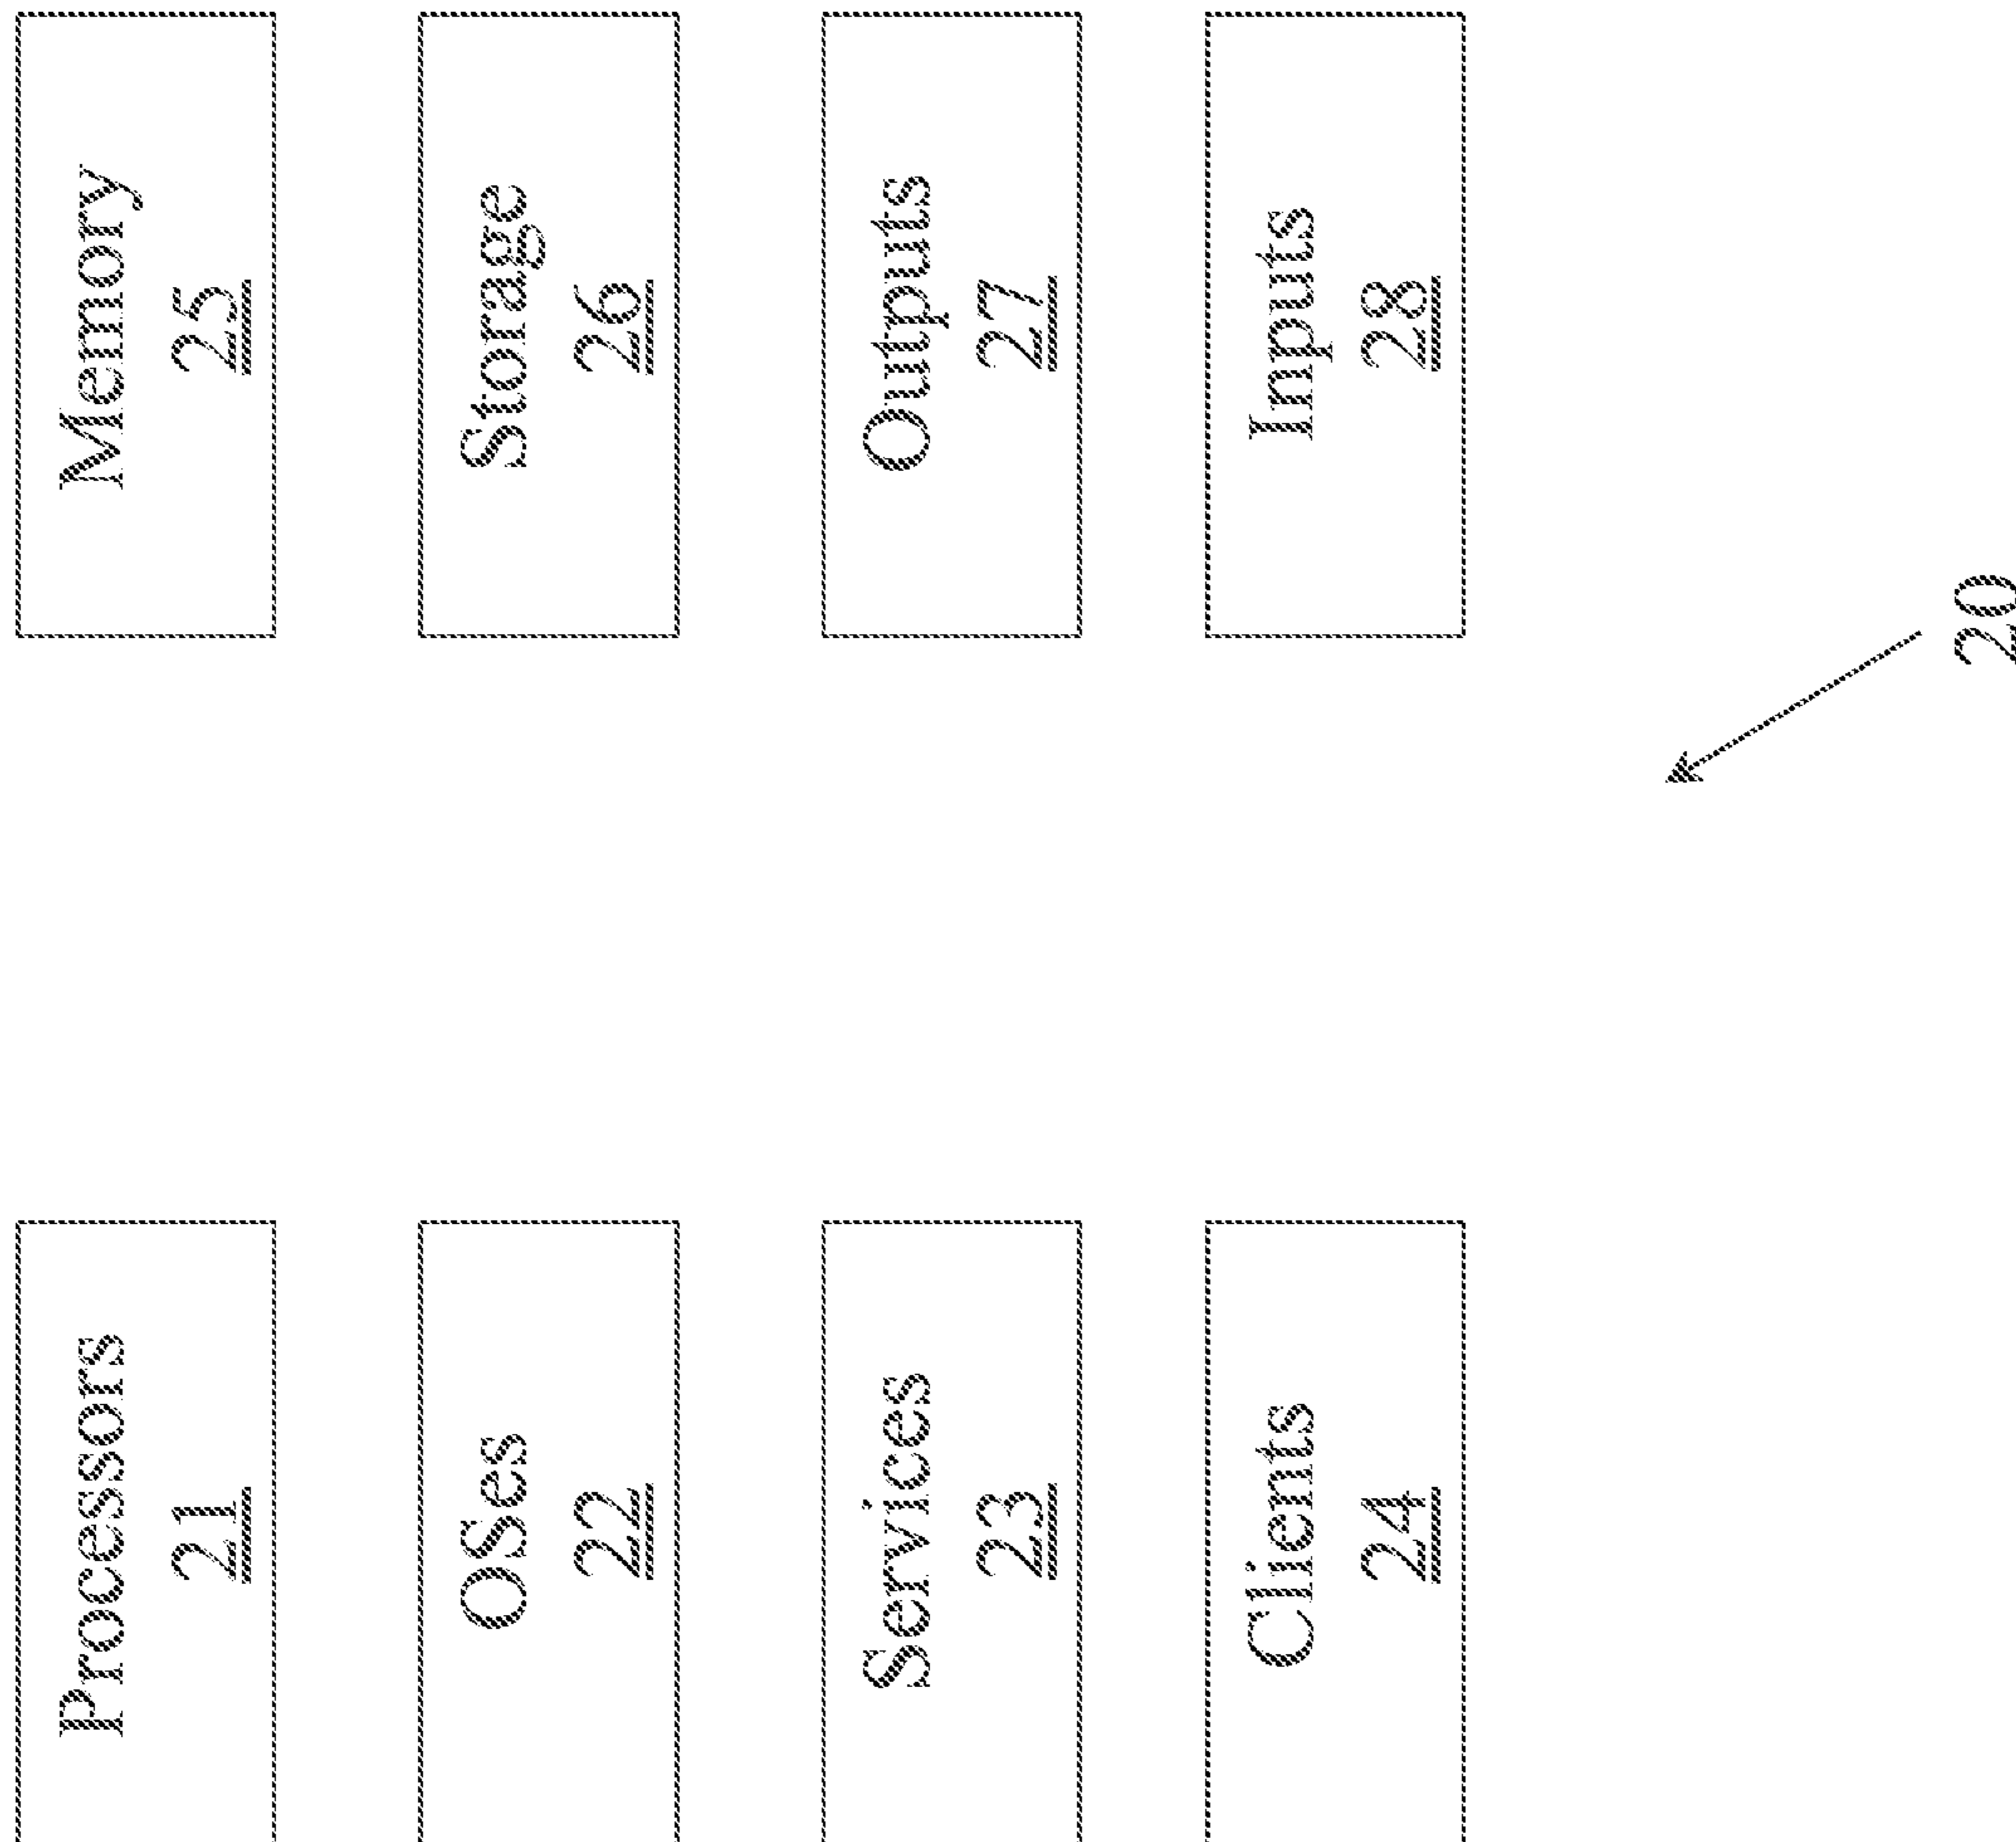 Processors
21
Memory
25
OSes
22
Storage
26
Services
23
Outputs
27
Clients
24
Inputs
28
20